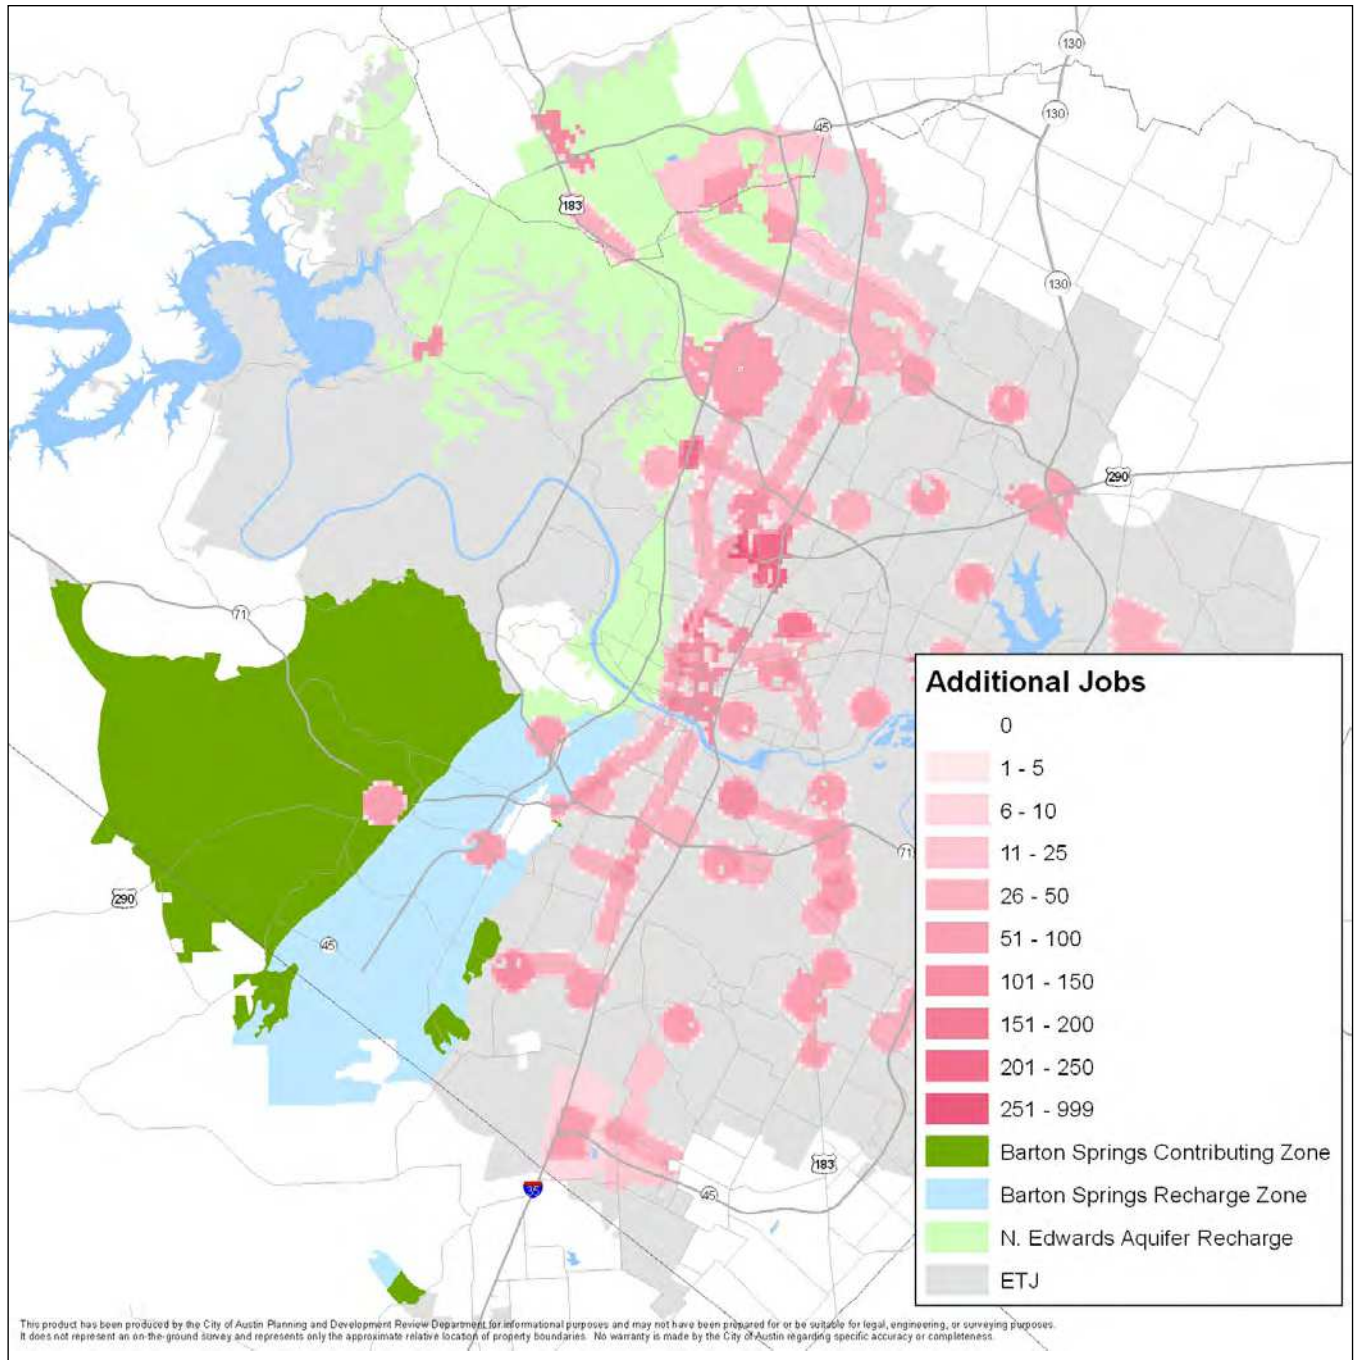 130
130
45
183
130
290
71
Additional Jobs
0
1 - 5
6 - 10
11 - 25
26 - 50
51 - 100
101 - 150
151 - 200
201 - 250
251 - 999
Barton Springs Contributing Zone
Barton Springs Recharge Zone
N. Edwards Aquifer Recharge
ETJ
71
290
45
183
35
45
This product has been produced by the City of Austin Planning and Development Review Department for informational purposes and may not have been prepared for or be suitable for legal, engineering, or surveying purposes.
It does not represent an on-the-ground survey and represents only the approximate relative location of property boundaries. No warranty is made by the City of Austin regarding specific accuracy or completeness.